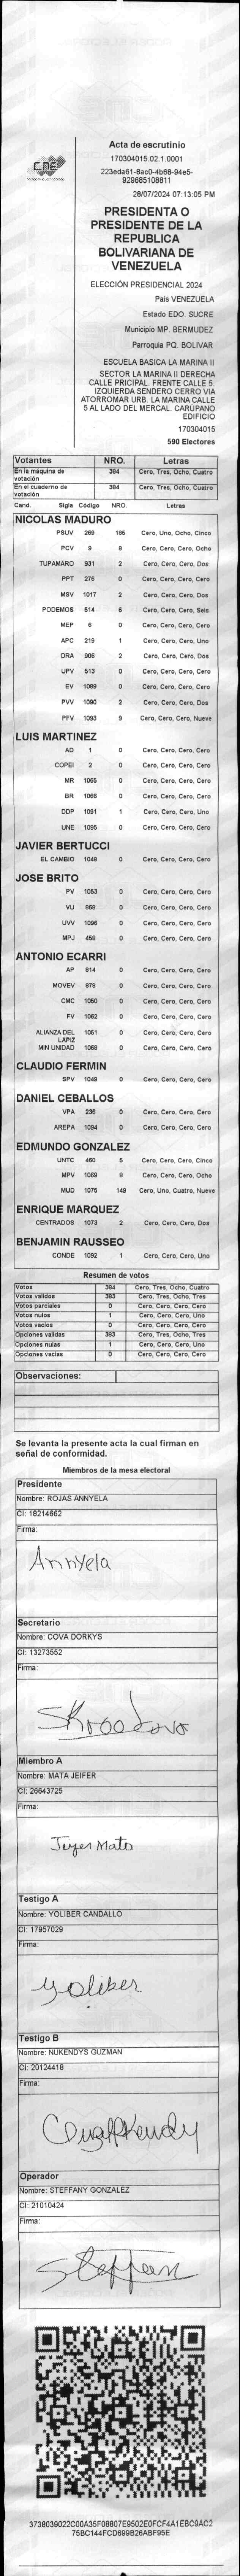 CNE
Acta de escrutinio
170304015.02.1.0001
223eda61-8ac0-4b68-94e5-
929685108811
28/07/2024 07:13:05 PM
PRESIDENTA O
PRESIDENTE DE LA
REPUBLICA
BOLIVARIANA DE
VENEZUELA
ELECCIÓN PRESIDENCIAL 2024
País VENEZUELA
Estado EDO. SUCRE
Municipio MP. BERMUDEZ
Parroquia PQ. BOLIVAR
ESCUELA BASICA LA MARINA II
SECTOR LA MARINA II DERECHA
CALLE PRICIPAL. FRENTE CALLE 5.
IZQUIERDA SENDERO CERRO VIA
ATORROMAR URB. LA MARINA CALLE
5 AL LADO DEL MERCAL. CARÚPANO
EDIFICIO
170304015
590 Electores
Votantes NRO. Letras
En la máquina de votación 384 Cero, Tres, Ocho, Cuatro
En el cuaderno de votación 384 Cero, Tres, Ocho, Cuatro
Cand. Sigla Código NRO. Letras
NICOLAS MADURO
PSUV 269 185 Cero, Uno, Ocho, Cinco
PCV 9 8 Cero, Cero, Cero, Ocho
TUPAMARO 931 2 Cero, Cero, Cero, Dos
PPT 276 0 Cero, Cero, Cero, Cero
MSV 1017 2 Cero, Cero, Cero, Dos
PODEMOS 514 6 Cero, Cero, Cero, Seis
MEP 6 0 Cero, Cero, Cero, Cero
APC 219 1 Cero, Cero, Cero, Uno
ORA 906 2 Cero, Cero, Cero, Dos
UPV 513 0 Cero, Cero, Cero, Cero
EV 1089 0 Cero, Cero, Cero, Cero
PVV 1090 2 Cero, Cero, Cero, Dos
PFV 1093 9 Cero, Cero, Cero, Nueve
LUIS MARTINEZ
AD 1 0 Cero, Cero, Cero, Cero
COPEI 2 0 Cero, Cero, Cero, Cero
MR 1065 0 Cero, Cero, Cero, Cero
BR 1066 0 Cero, Cero, Cero, Cero
DDP 1091 1 Cero, Cero, Cero, Uno
UNE 1095 0 Cero, Cero, Cero, Cero
JAVIER BERTUCCI
EL CAMBIO 1048 0 Cero, Cero, Cero, Cero
JOSE BRITO
PV 1053 0 Cero, Cero, Cero, Cero
VU 968 0 Cero, Cero, Cero, Cero
UVV 1096 0 Cero, Cero, Cero, Cero
MPJ 458 0 Cero, Cero, Cero, Cero
ANTONIO ECARRI
AP 914 0 Cero, Cero, Cero, Cero
MOVEV 979 0 Cero, Cero, Cero, Cero
CMC 1050 0 Cero, Cero, Cero, Cero
FV 1062 0 Cero, Cero, Cero, Cero
ALIANZA DEL LAPIZ 1051 0 Cero, Cero, Cero, Cero
MIN UNIDAD 1088 0 Cero, Cero, Cero, Cero
CLAUDIO FERMIN
SPV 1049 0 Cero, Cero, Cero, Cero
DANIEL CEBALLOS
VPA 236 0 Cero, Cero, Cero, Cero
AREPA 1094 0 Cero, Cero, Cero, Cero
EDMUNDO GONZALEZ
UNTC 460 5 Cero, Cero, Cero, Cinco
MPV 1069 8 Cero, Cero, Cero, Ocho
MUD 1075 149 Cero, Uno, Cuatro, Nueve
ENRIQUE MARQUEZ
CENTRADOS 1073 2 Cero, Cero, Cero, Dos
BENJAMIN RAUSSEO
CONDE 1092 1 Cero, Cero, Cero, Uno
Resumen de votos
Votos 384 Cero, Tres, Ocho, Cuatro
Votos validos 383 Cero, Tres, Ocho, Tres
Votos parciales 0 Cero, Cero, Cero, Cero
Votos nulos 1 Cero, Cero, Cero, Uno
Votos vacios 0 Cero, Cero, Cero, Cero
Opciones validas 383 Cero, Tres, Ocho, Tres
Opciones nulas 1 Cero, Cero, Cero, Uno
Opciones vacias 0 Cero, Cero, Cero, Cero
Observaciones:
Se levanta la presente acta la cual firman en
señal de conformidad.
Miembros de la mesa electoral
Presidente
Nombre: ROJAS ANNYELA
CI: 18214662
Firma:
Annyela
Secretario
Nombre: COVA DORKYS
CI: 13273552
Firma:
Miembro A
Nombre: MATA JEIFER
CI: 26643725
Firma:
Jeyfer Mata
Testigo A
Nombre: YOLIBER CANDALLO
CI: 17957029
Firma:
Yoliber
Testigo B
Nombre: NUKENDYS GUZMAN
CI: 20124418
Firma:
Operador
Nombre: STEFFANY GONZALEZ
CI: 21010424
Firma:
3738039022C00A35F08807E9502E0FCF4A1EBC9AC2
75BC144FCD699B26ABF95E